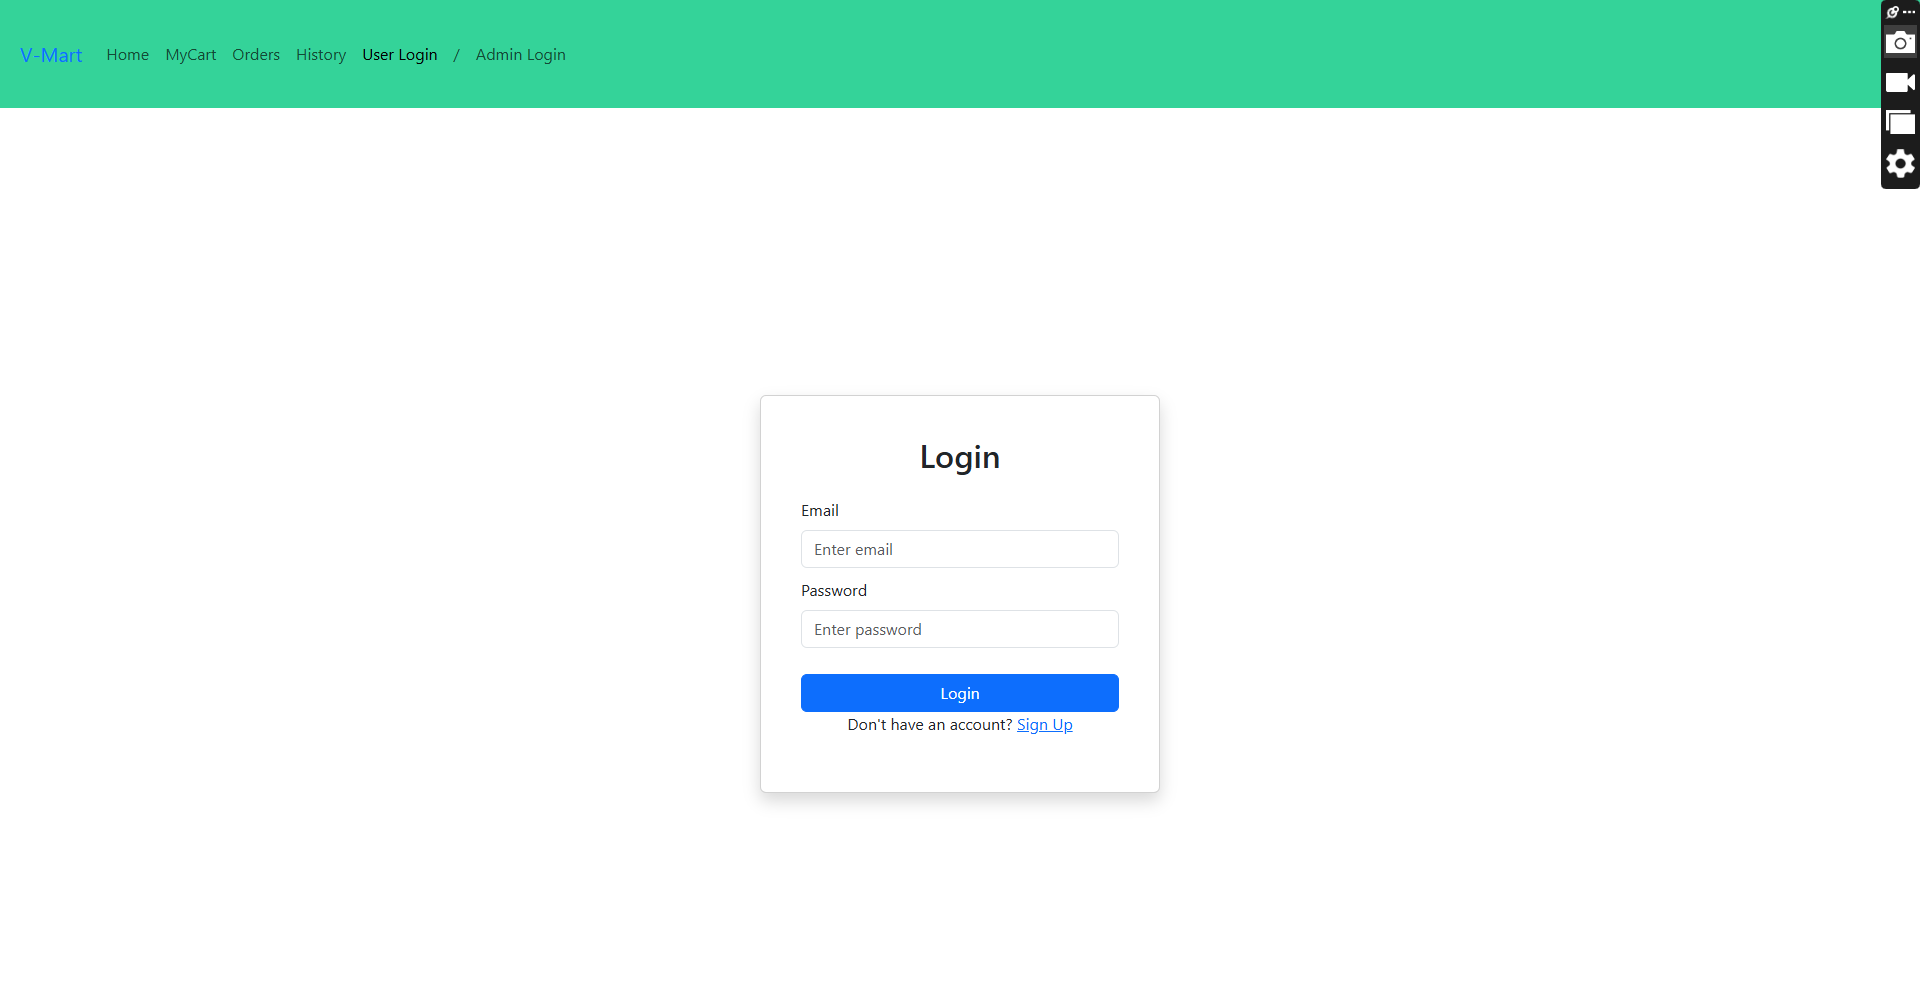 V-Mart Home MyCart Orders History User Login / Admin Login
Login
Email
Enter email
Password
Enter password
Login
Don't have an account? Sign Up